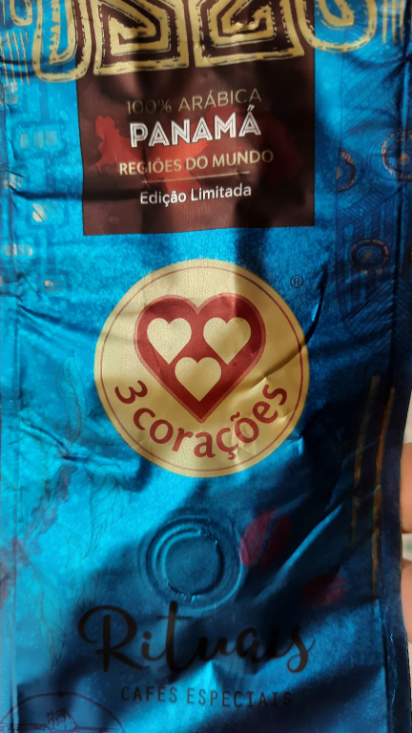 100% ARÁBICA
PANAMÁ
REGIÕES DO MUNDO
Edição Limitada
®
3 corações
Rituais
CAFÉS ESPECIAIS